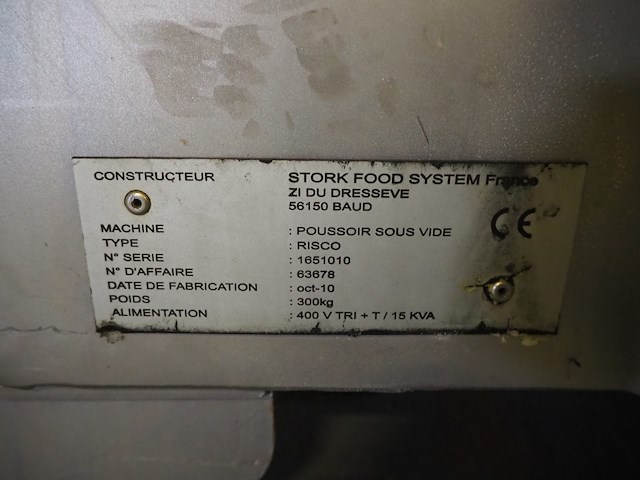 CONSTRUCTEUR STORK FOOD SYSTEM France
ZI DU DRESSEVE
56150 BAUD
CE
MACHINE : POUSSOIR SOUS VIDE
TYPE : RISCO
N° SERIE : 1651010
N° D'AFFAIRE : 63678
DATE DE FABRICATION : oct-10
POIDS : 300kg
ALIMENTATION : 400 V TRI + T / 15 KVA